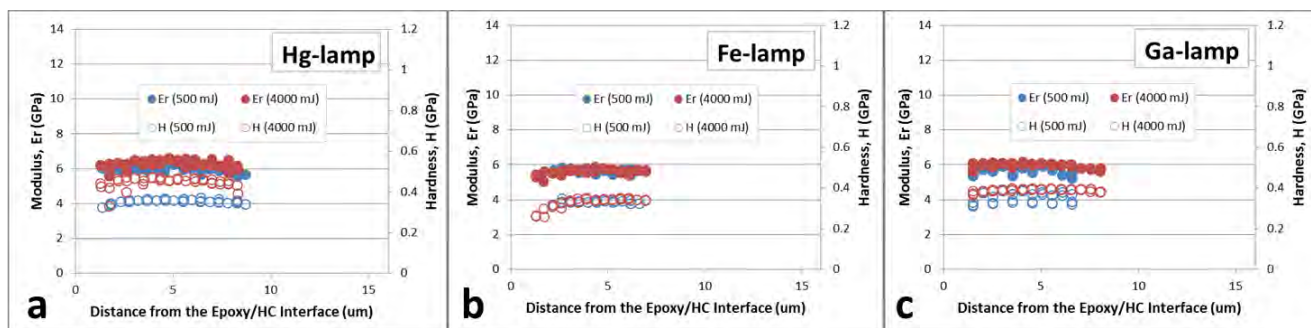 Hg-lamp
Modulus, Er (GPa)
14
12
10
8
6
4
2
0
Er (500 mJ) Er (4000 mJ)
H (500 mJ) H (4000 mJ)
1.2
1
0.8
0.6
0.4
0.2
0
Hardness, H (GPa)
0 5 10 15
Distance from the Epoxy/HC Interface (um)
a
Fe-lamp
Modulus, Er (GPa)
14
12
10
8
6
4
2
0
Er (500 mJ) Er (4000 mJ)
H (500 mJ) H (4000 mJ)
1.2
1
0.8
0.6
0.4
0.2
0
Hardness, H (GPa)
0 5 10 15
Distance from the Epoxy/HC Interface (um)
b
Ga-lamp
Modulus, Er (GPa)
14
12
10
8
6
4
2
0
Er (500 mJ) Er (4000 mJ)
H (500 mJ) H (4000 mJ)
1.2
1
0.8
0.6
0.4
0.2
0
Hardness, H (GPa)
0 5 10 15
Distance from the Epoxy/HC Interface (um)
c